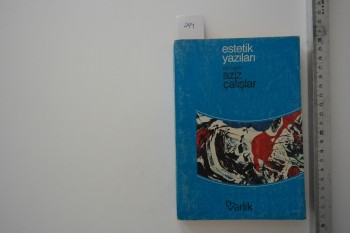 estetik
yazıları
aziz
çalışlar
Varlık